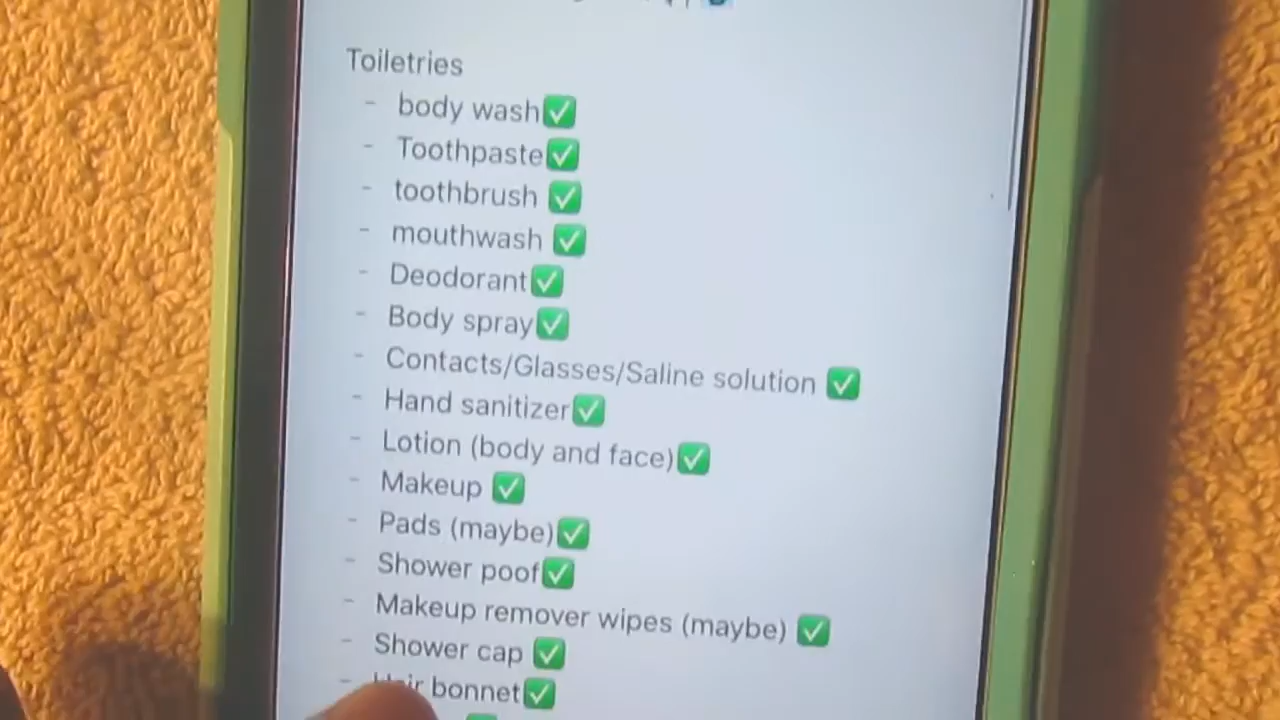 Toiletries
- body wash✅
- Toothpaste✅
- toothbrush ✅
- mouthwash ✅
- Deodorant✅
- Body spray✅
- Contacts/Glasses/Saline solution ✅
- Hand sanitizer✅
- Lotion (body and face)✅
- Makeup ✅
- Pads (maybe)✅
- Shower poof✅
- Makeup remover wipes (maybe) ✅
- Shower cap ✅
- Hair bonnet✅